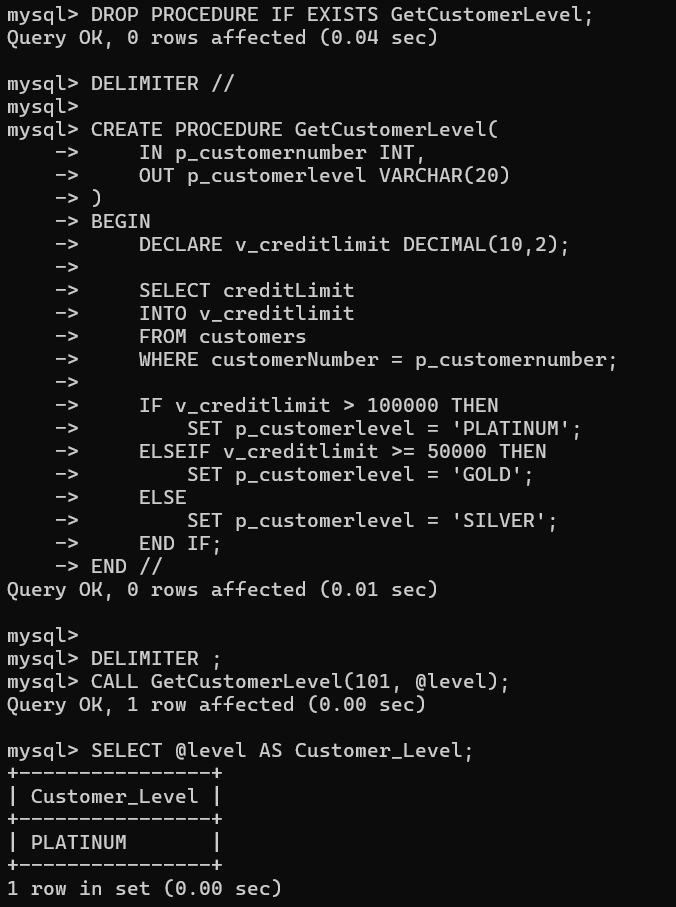 mysql> DROP PROCEDURE IF EXISTS GetCustomerLevel;
Query OK, 0 rows affected (0.04 sec)

mysql> DELIMITER //
mysql>
mysql> CREATE PROCEDURE GetCustomerLevel(
    ->     IN p_customernumber INT,
    ->     OUT p_customerlevel VARCHAR(20)
    -> )
    -> BEGIN
    ->     DECLARE v_creditlimit DECIMAL(10,2);
    ->
    ->     SELECT creditLimit
    ->     INTO v_creditlimit
    ->     FROM customers
    ->     WHERE customerNumber = p_customernumber;
    ->
    ->     IF v_creditlimit > 100000 THEN
    ->         SET p_customerlevel = 'PLATINUM';
    ->     ELSEIF v_creditlimit >= 50000 THEN
    ->         SET p_customerlevel = 'GOLD';
    ->     ELSE
    ->         SET p_customerlevel = 'SILVER';
    ->     END IF;
    -> END //
Query OK, 0 rows affected (0.01 sec)

mysql>
mysql> DELIMITER ;
mysql> CALL GetCustomerLevel(101, @level);
Query OK, 1 row affected (0.00 sec)

mysql> SELECT @level AS Customer_Level;
+----------------+
| Customer_Level |
+----------------+
| PLATINUM       |
+----------------+
1 row in set (0.00 sec)